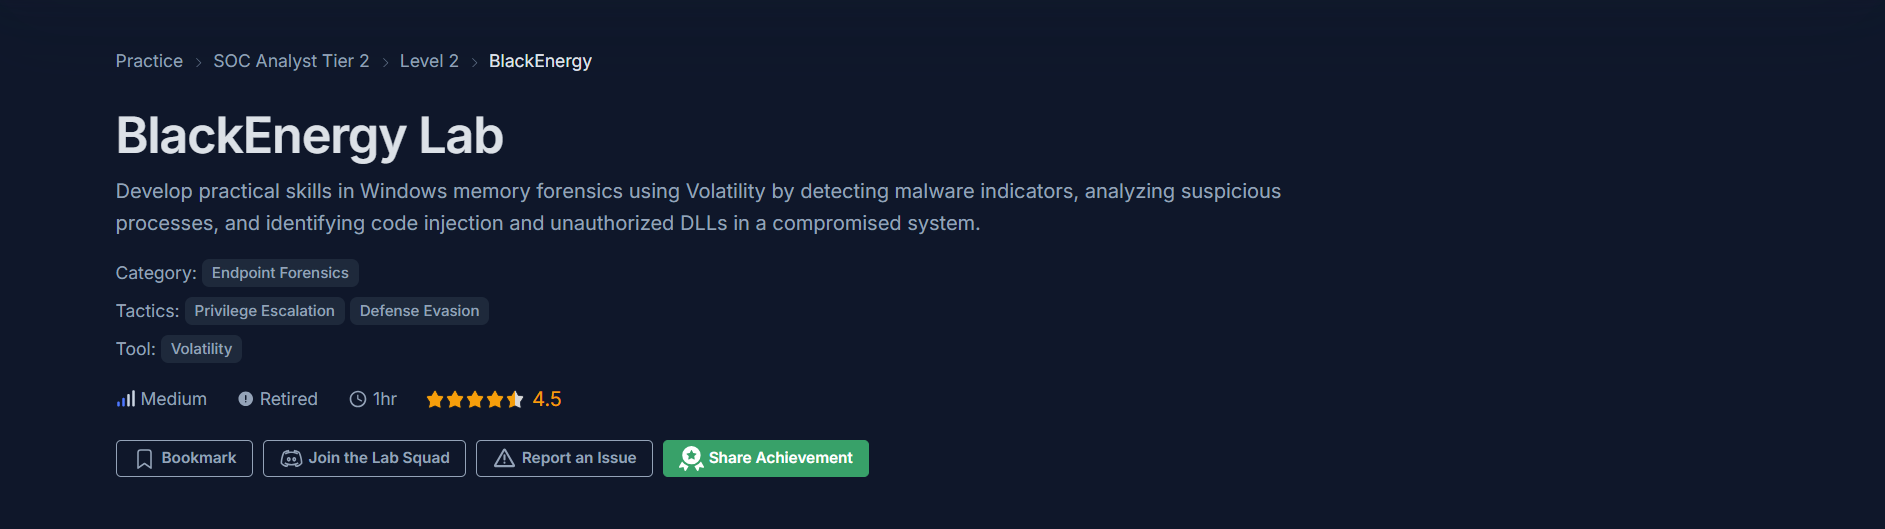 Practice > SOC Analyst Tier 2 > Level 2 > BlackEnergy
BlackEnergy Lab
Develop practical skills in Windows memory forensics using Volatility by detecting malware indicators, analyzing suspicious
processes, and identifying code injection and unauthorized DLLs in a compromised system.
Category: Endpoint Forensics
Tactics: Privilege Escalation Defense Evasion
Tool: Volatility
Medium Retired 1hr 4.5
Bookmark Join the Lab Squad Report an Issue Share Achievement